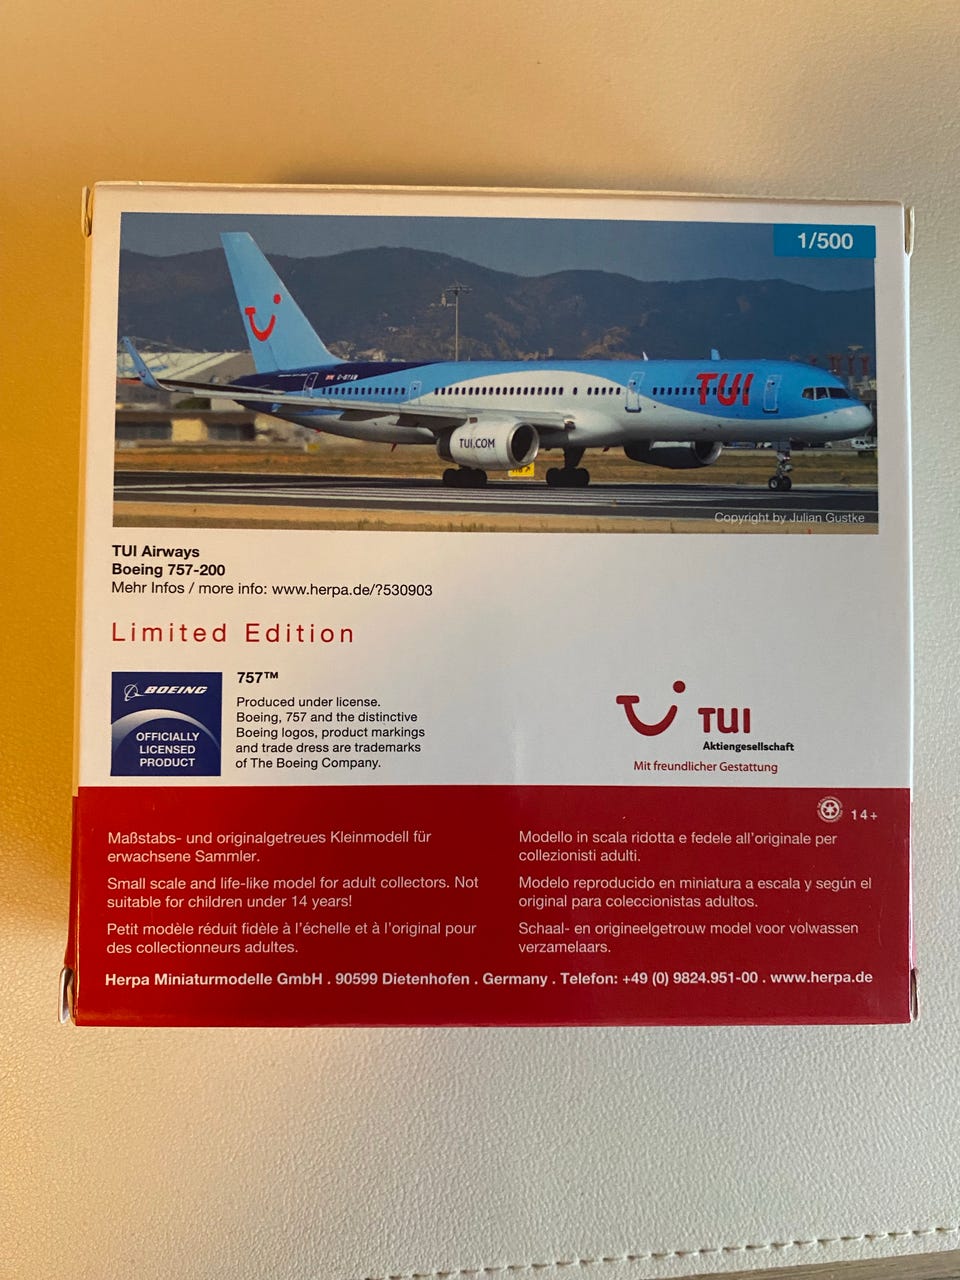 1/500
TUI
G-BYAW
TUI.COM
Copyright by Julian Gustke
TUI Airways
Boeing 757-200
Mehr Infos / more info: www.herpa.de/?530903
Limited Edition
BOEING
OFFICIALLY
LICENSED
PRODUCT
757™
Produced under license.
Boeing, 757 and the distinctive
Boeing logos, product markings
and trade dress are trademarks
of The Boeing Company.
TUI
Aktiengesellschaft
Mit freundlicher Gestattung
14+
Maßstabs- und originalgetreues Kleinmodell für
erwachsene Sammler.
Small scale and life-like model for adult collectors. Not
suitable for children under 14 years!
Petit modèle réduit fidèle à l'échelle et à l'original pour
des collectionneurs adultes.
Modello in scala ridotta e fedele all'originale per
collezionisti adulti.
Modelo reproducido en miniatura a escala y según el
original para coleccionistas adultos.
Schaal- en origineelgetrouw model voor volwassen
verzamelaars.
Herpa Miniaturmodelle GmbH . 90599 Dietenhofen . Germany . Telefon: +49 (0) 9824.951-00 . www.herpa.de